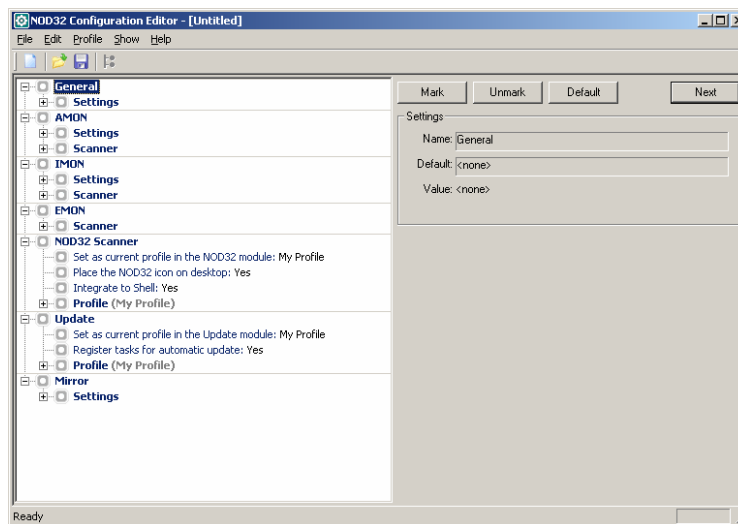 NOD32 Configuration Editor - [Untitled]
File Edit Profile Show Help
General
Settings
AMON
Settings
Scanner
IMON
Settings
Scanner
EMON
Scanner
NOD32 Scanner
Set as current profile in the NOD32 module: My Profile
Place the NOD32 icon on desktop: Yes
Integrate to Shell: Yes
Profile (My Profile)
Update
Set as current profile in the Update module: My Profile
Register tasks for automatic update: Yes
Profile (My Profile)
Mirror
Settings
Mark Unmark Default Next
Settings
Name: General
Default: <none>
Value: <none>
Ready